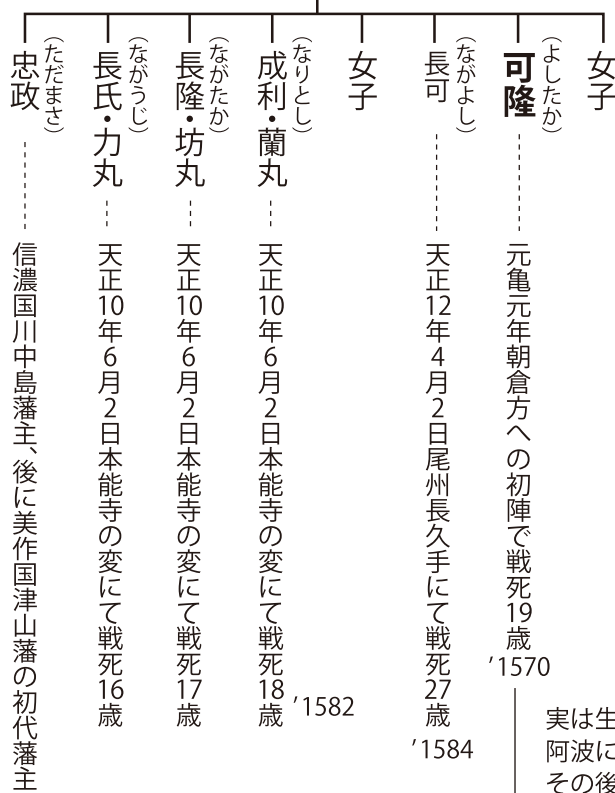 女子
(よしたか)
可隆
元亀元年朝倉方への初陣で戦死19歳
’1570
実は生
阿波に
その後
(ながよし)
長可
天正12年4月2日尾州長久手にて戦死27歳
’1584
女子
(なりとし)
成利・蘭丸
天正10年6月2日本能寺の変にて戦死18歳
’1582
(ながたか)
長隆・坊丸
天正10年6月2日本能寺の変にて戦死17歳
(ながうじ)
長氏・力丸
天正10年6月2日本能寺の変にて戦死16歳
(ただまさ)
忠政
信濃国川中島藩主、後に美作国津山藩の初代藩主